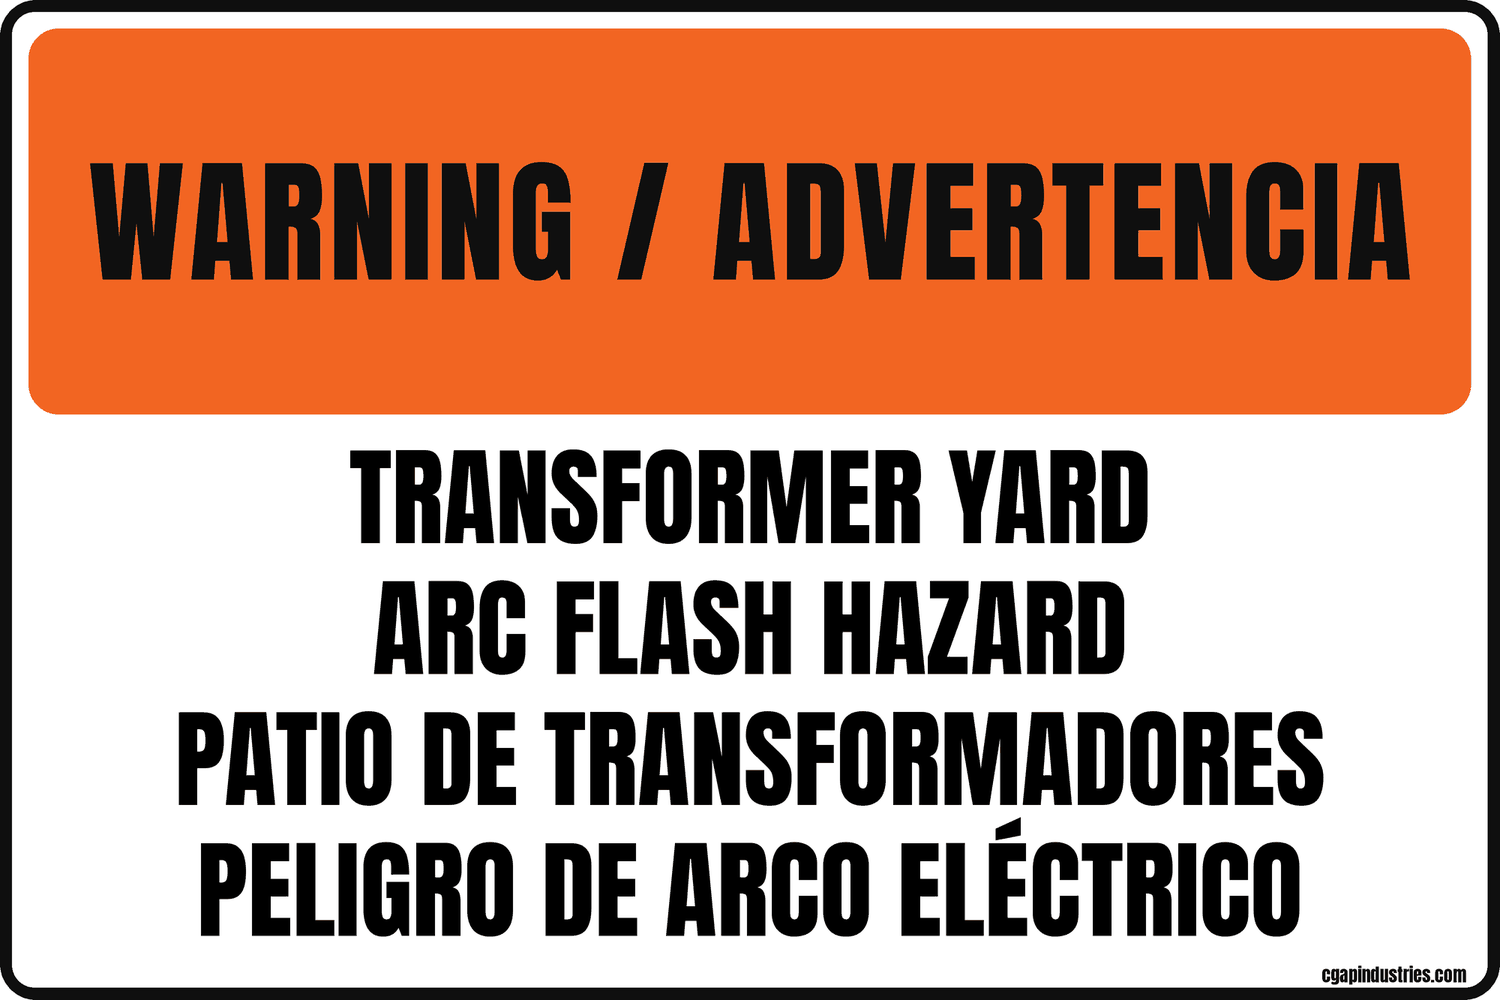 WARNING / ADVERTENCIA
TRANSFORMER YARD
ARC FLASH HAZARD
PATIO DE TRANSFORMADORES
PELIGRO DE ARCO ELÉCTRICO
cgapindustries.com